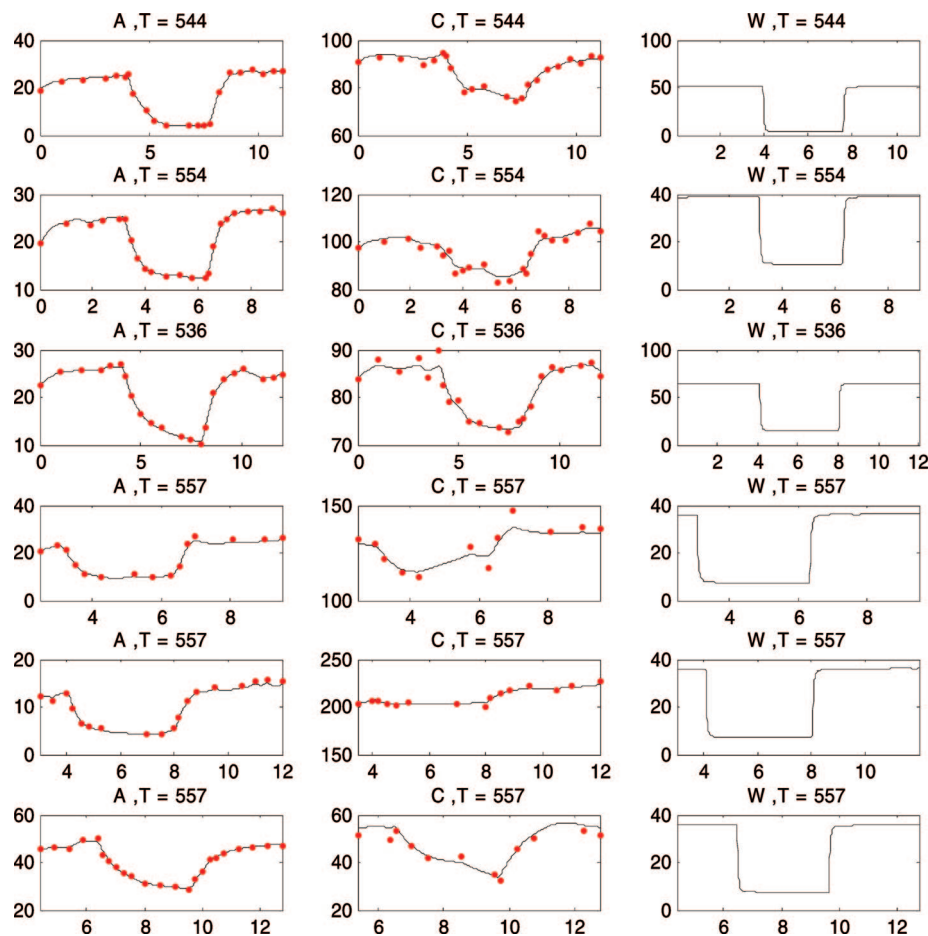 A ,T = 544 C ,T = 544 W ,T = 544
40 100 100
20 80 50
0 60 0
0 5 10 0 5 10 2 4 6 8 10
A ,T = 554 C ,T = 554 W ,T = 554
30 120 40
20 100 20
10 80 0
0 2 4 6 8 0 2 4 6 8 2 4 6 8
A ,T = 536 C ,T = 536 W ,T = 536
30 90 100
20 80 50
10 70 0
0 5 10 0 5 10 2 4 6 8 10 12
A ,T = 557 C ,T = 557 W ,T = 557
40 150 40
20 20
0 100 0
4 6 8 4 6 8 4 6 8
A ,T = 557 C ,T = 557 W ,T = 557
20 250 40
10 200 20
0 150 0
4 6 8 10 12 4 6 8 10 12 4 6 8 10
A ,T = 557 C ,T = 557 W ,T = 557
60 60 40
40 40 20
20 20 0
6 8 10 12 6 8 10 12 6 8 10 12